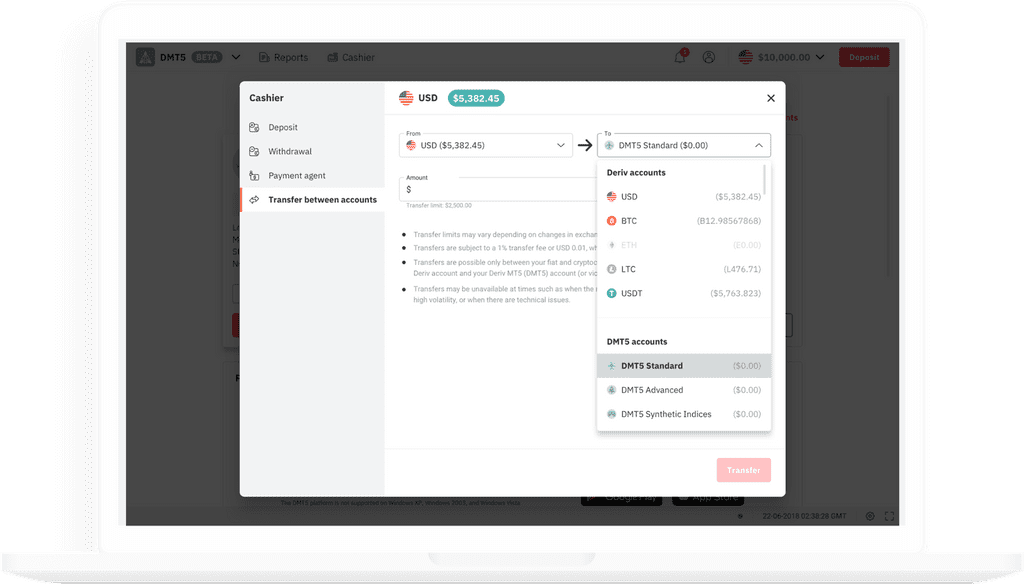 DMT5 BETA Reports Cashier 1 $10,000.00 Deposit
nts
Cashier
Deposit
Withdrawal
Payment agent
Transfer between accounts
USD $5,382.45
From
USD ($5,382.45)
To
DMT5 Standard ($0.00)
Amount
$
Transfer limit: $2,500.00
Transfer limits may vary depending on changes in exchan
Transfers are subject to a 1% transfer fee or USD 0.01, wh
Transfers are possible only between your fiat and cryptoc
Deriv account and your Deriv MT5 (DMT5) account (or vic
Transfers may be unavailable at times such as when the
high volatility, or when there are technical issues.
Deriv accounts
USD ($5,382.45)
BTC (B12.98567868)
ETH (E0.00)
LTC (L476.71)
USDT ($5,763.823)
DMT5 accounts
DMT5 Standard ($0.00)
DMT5 Advanced ($0.00)
DMT5 Synthetic Indices ($0.00)
Transfer
The DMT5 platform is not supported on Windows XP, Windows 2003, and Windows Vista
Google Play App Store
22-06-2018 02:38:28 GMT